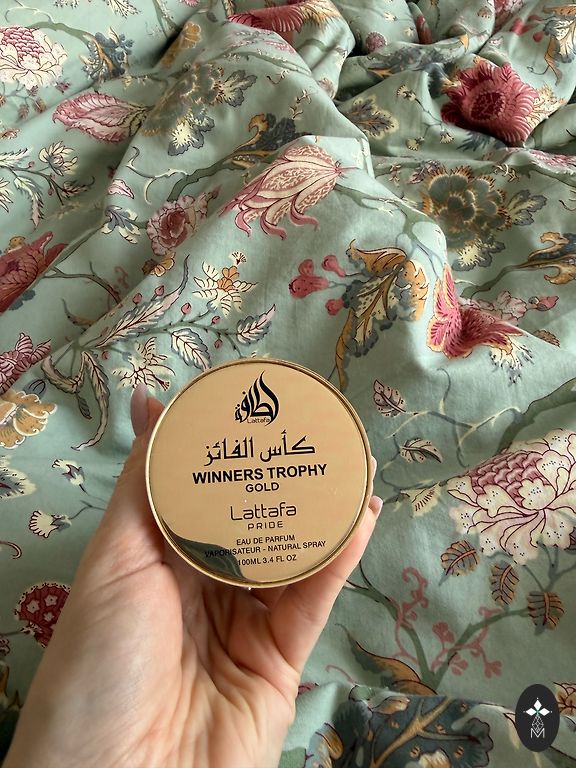 لطافة
Lattafa
كأس الفائز
WINNERS TROPHY
GOLD
Lattafa
PRIDE
EAU DE PARFUM
VAPORISATEUR - NATURAL SPRAY
100ML 3.4 FL OZ
M